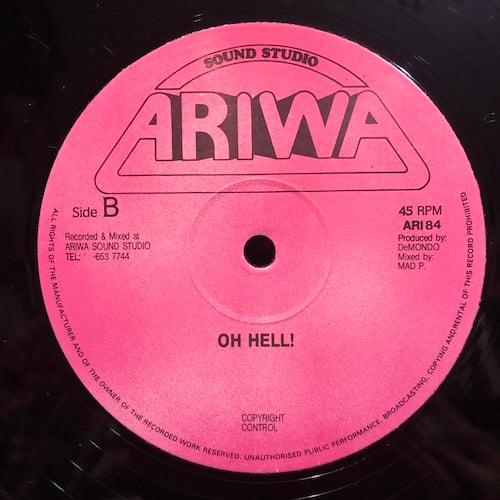 SOUND STUDIO
ARIWA
Side B
45 RPM
ARI 84
Recorded & Mixed at
ARIWA SOUND STUDIO
TEL: -653 7744
Produced by:
DeMONDO
Mixed by:
MAD P.
OH HELL!
COPYRIGHT
CONTROL
ALL RIGHTS OF THE MANUFACTURER AND OF THE OWNER OF THE RECORDED WORK RESERVED. UNAUTHORISED PUBLIC PERFORMANCE, BROADCASTING, COPYING ANDRENTAL OF THIS RECORD PROHIBITED